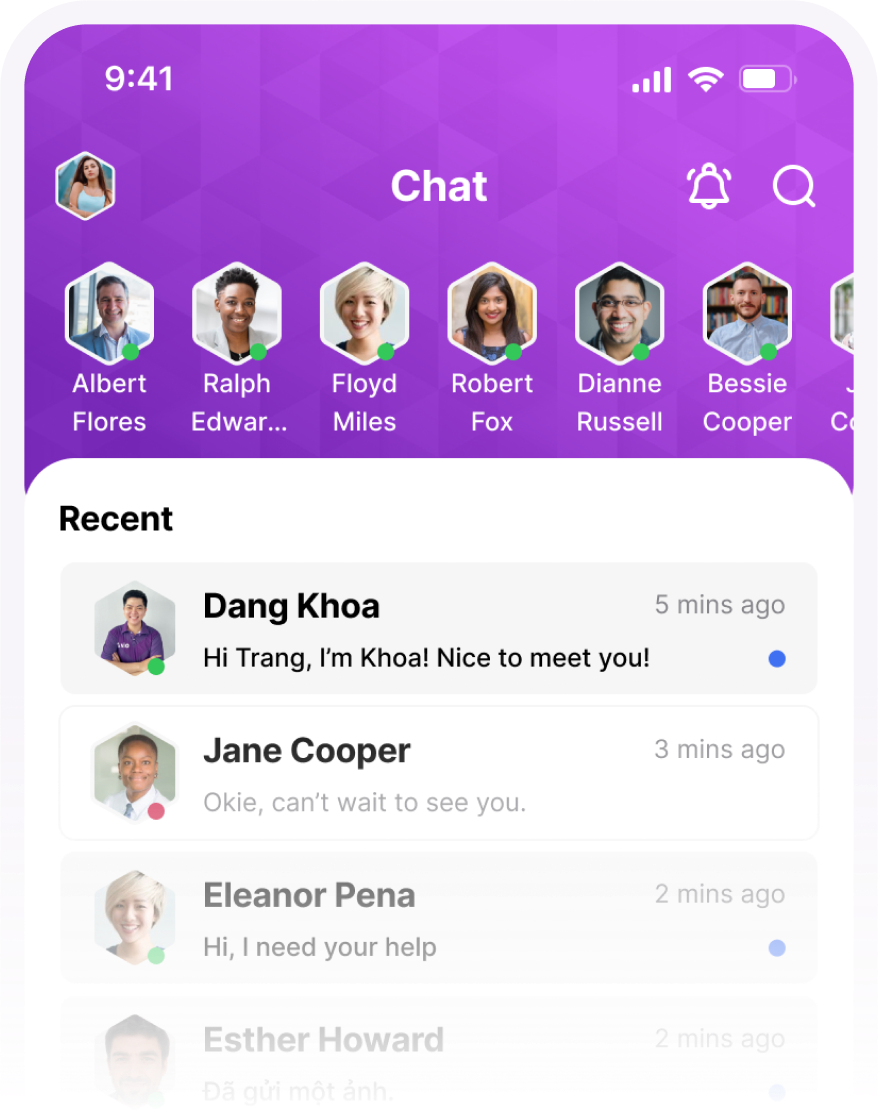 9:41
Chat
Albert Flores
Ralph Edwar...
Floyd Miles
Robert Fox
Dianne Russell
Bessie Cooper
Recent
Dang Khoa
5 mins ago
Hi Trang, I’m Khoa! Nice to meet you!
Jane Cooper
3 mins ago
Okie, can’t wait to see you.
Eleanor Pena
2 mins ago
Hi, I need your help
Esther Howard
2 mins ago
Đã gửi một ảnh.